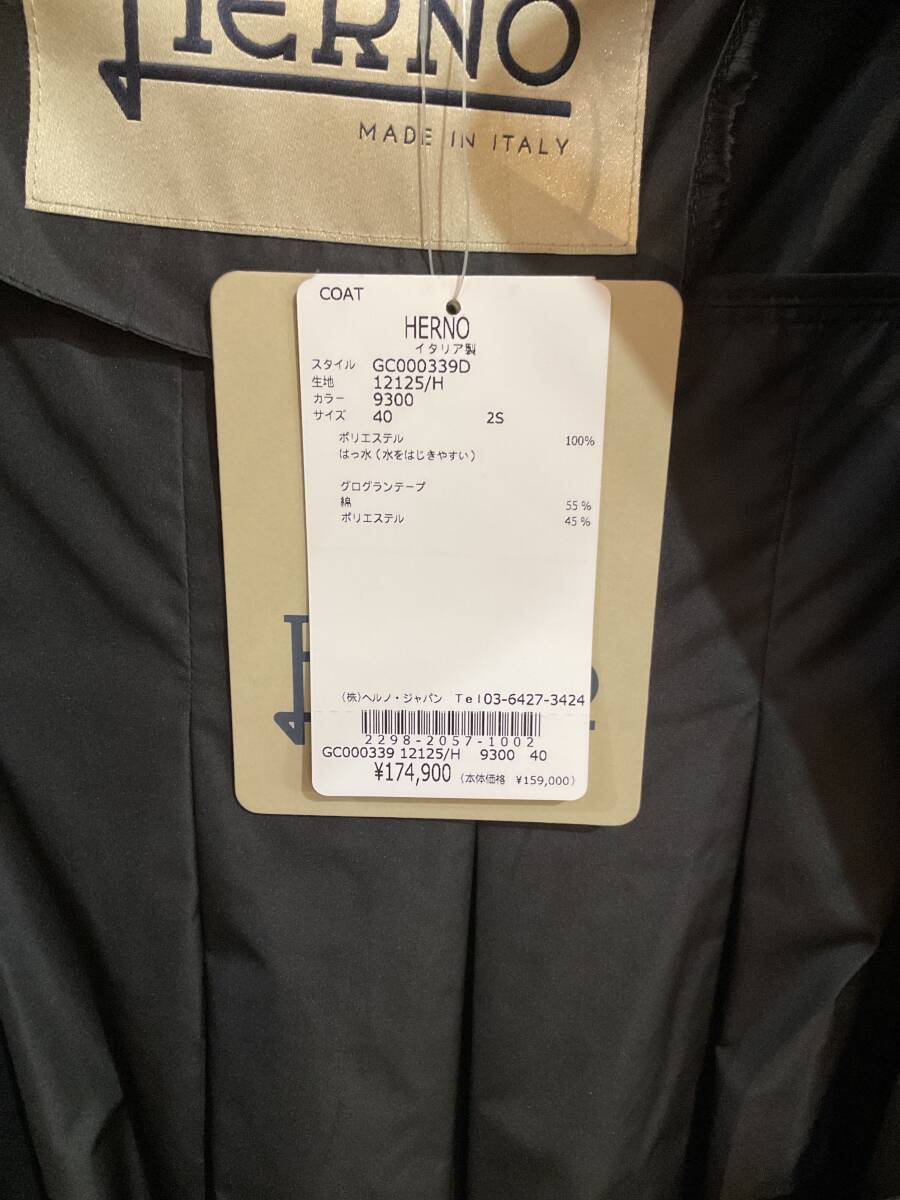 HERNO
MADE IN ITALY
COAT
HERNO
イタリア製
スタイル GC000339D
生地 12125/H
カラー 9300
サイズ 40 2S
ポリエステル 100%
はっ水(水をはじきやすい)
グログランテープ
綿 55%
ポリエステル 45%
(株)ヘルノ・ジャパン Tel03-6427-3424
2298-2057-1002
GC000339 12125/H 9300 40
¥174,900 (本体価格 ¥159,000)